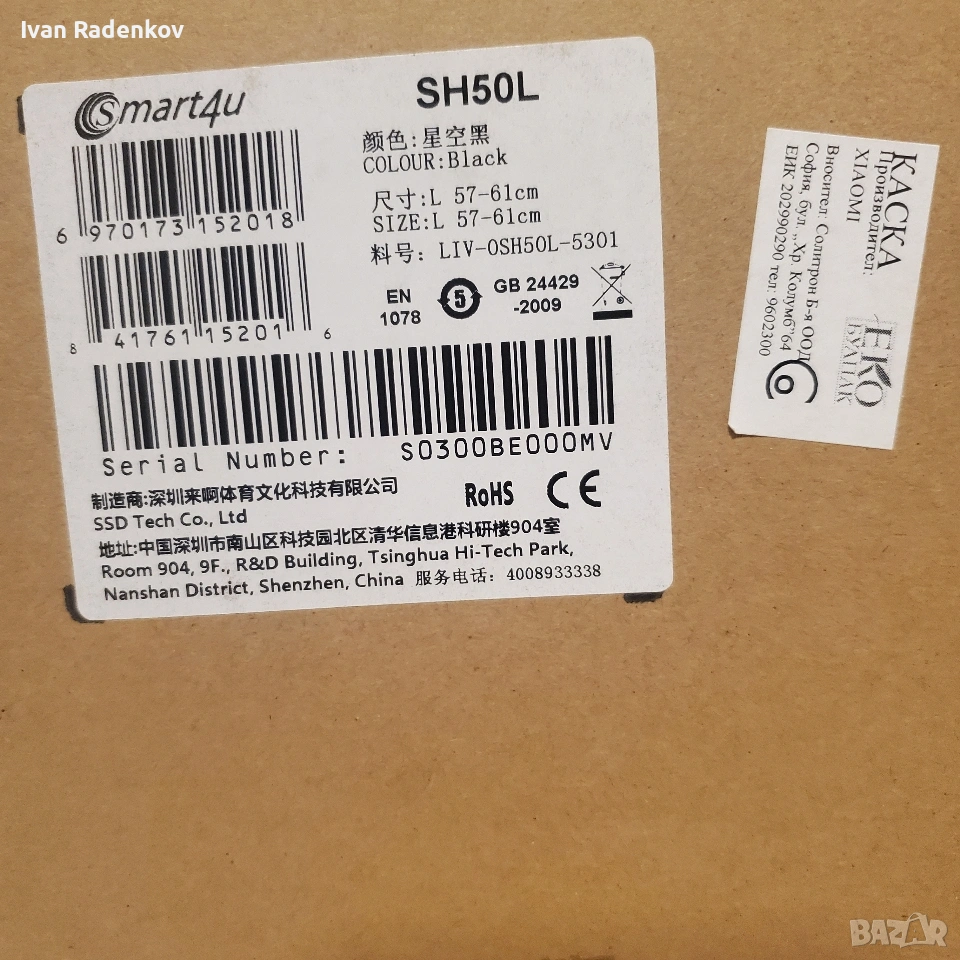 Ivan Radenkov
Smart4u
SH50L
颜色:星空黑
COLOUR:Black
尺寸:L 57-61cm
SIZE:L 57-61cm
料号: LIV-0SH50L-5301
6 970173 152018
EN
1078
5
GB 24429
-2009
8 41761 15201 6
Serial Number: S0300BE000MV
制造商:深圳来啊体育文化科技有限公司
SSD Tech Co., Ltd
RoHS CE
地址:中国深圳市南山区科技园北区清华信息港科研楼904室
Room 904, 9F., R&D Building, Tsinghua Hi-Tech Park,
Nanshan District, Shenzhen, China 服务电话: 4008933338
КАСКА
Производител:
XIAOMI
Вносител: Солитрон Б-я ООД
София, бул. „Хр. Колумб"64
ЕИК 202990290 тел: 9602300
ЕКО
БУЛПАК
BAZAR